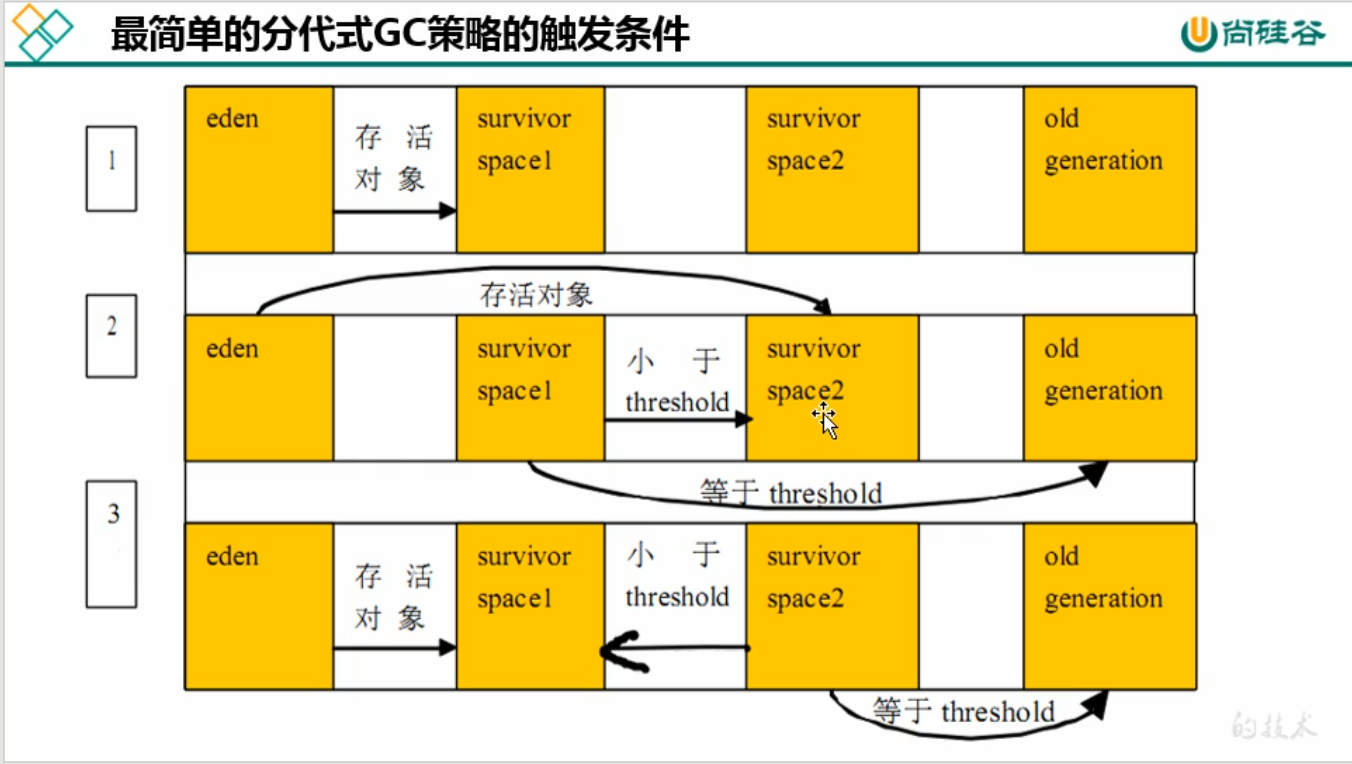 最简单的分代式GC策略的触发条件
尚硅谷
1
eden
存 活
对 象
survivor
space1
survivor
space2
old
generation
存活对象
2
eden
survivor
space1
小 于
threshold
survivor
space2
old
generation
等于 threshold
3
eden
存 活
对 象
survivor
space1
小 于
threshold
survivor
space2
old
generation
等于 threshold
的技术